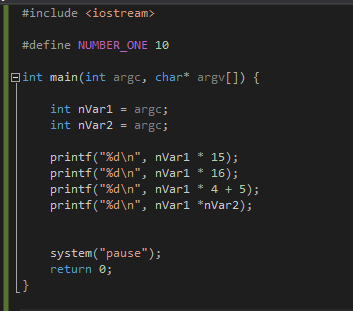 #include <iostream>
#define NUMBER_ONE 10
int main(int argc, char* argv[]) {
int nVar1 = argc;
int nVar2 = argc;
printf("%d\n", nVar1 * 15);
printf("%d\n", nVar1 * 16);
printf("%d\n", nVar1 * 4 + 5);
printf("%d\n", nVar1 *nVar2);
system("pause");
return 0;
}